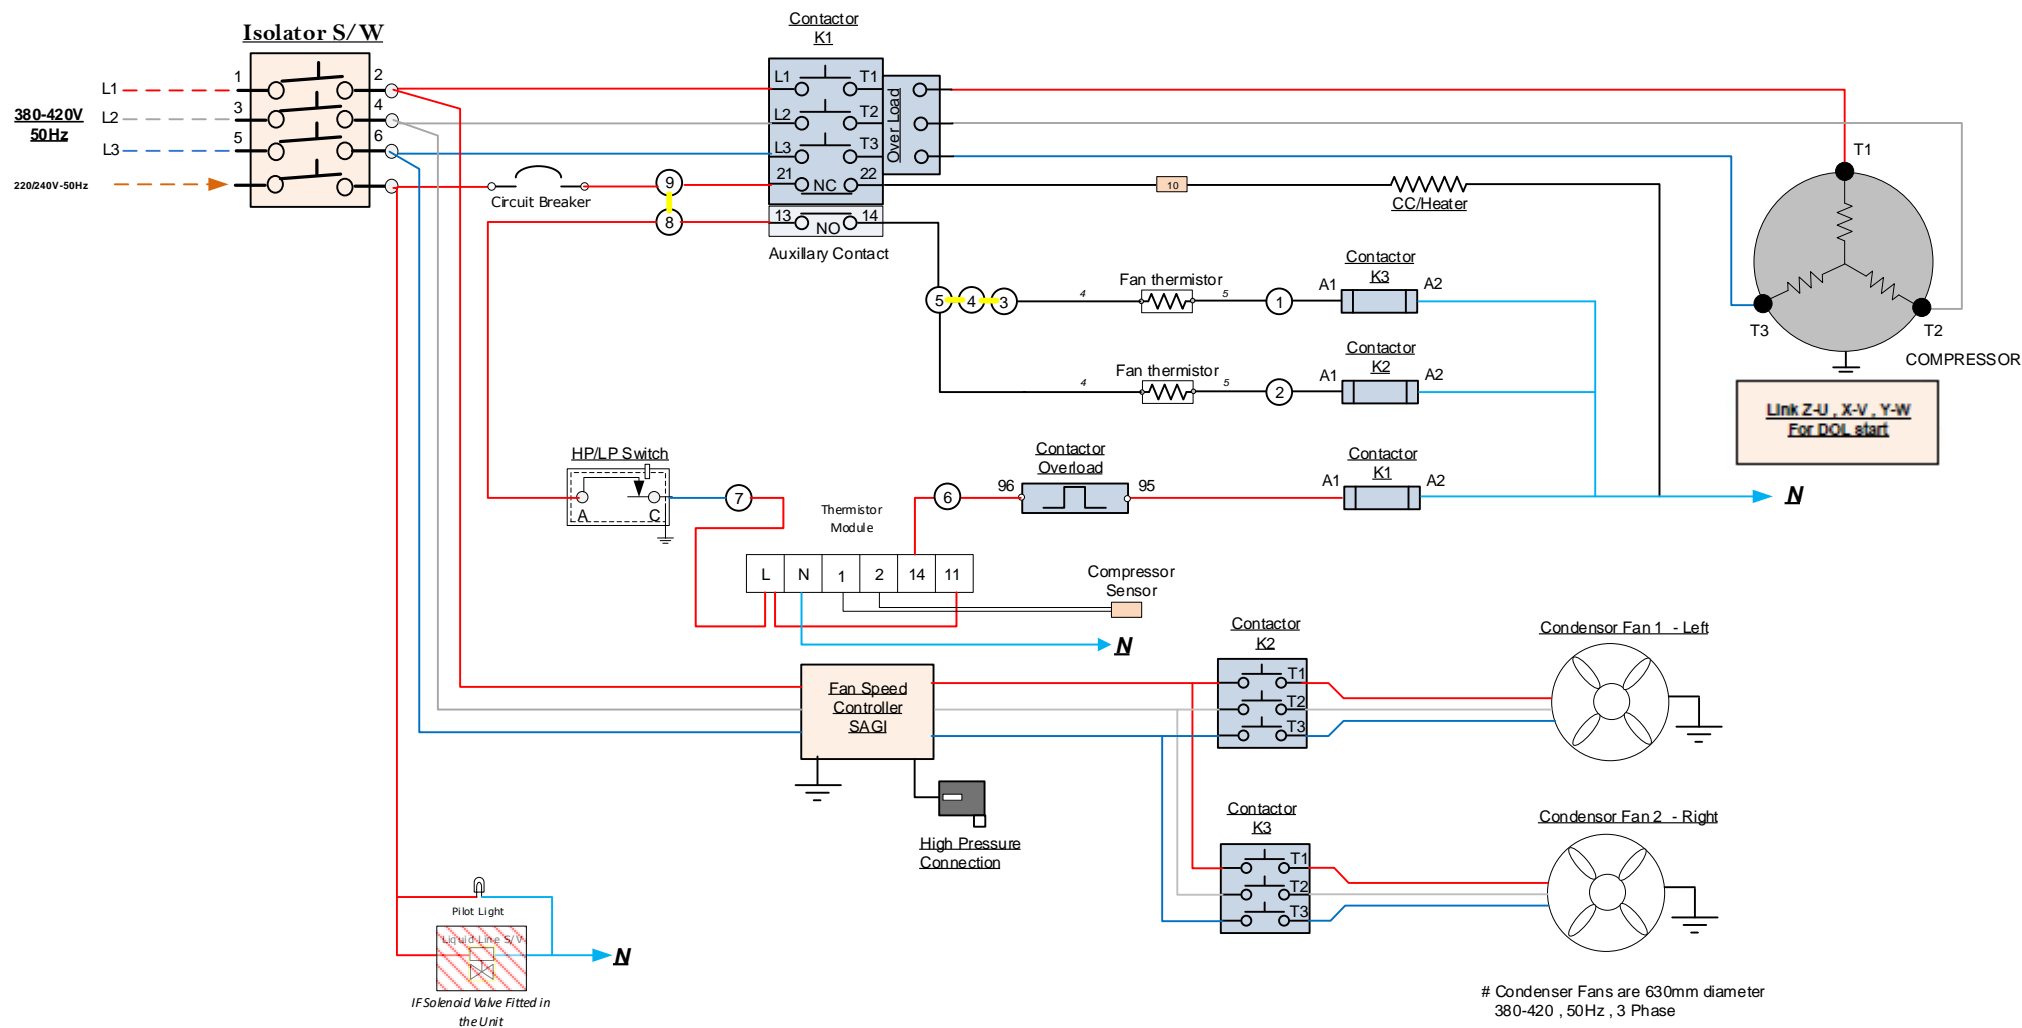 Isolator S/W
Contactor
K1
380-420V
50Hz
L1
L2
L3
220/240V-50Hz
1
2
3
4
5
6
L1
T1
L2
T2
L3
T3
21
NC
22
13
NO
14
Over Load
Auxillary Contact
Circuit Breaker
9
8
10
CC/Heater
T1
T3
T2
COMPRESSOR
Link Z-U , X-V , Y-W
For DOL start
5
4
3
4
Fan thermistor
5
1
A1
Contactor
K3
A2
4
Fan thermistor
5
2
A1
Contactor
K2
A2
HP/LP Switch
A
C
7
Thermistor
Module
6
96
Contactor
Overload
95
A1
Contactor
K1
A2
N
L
N
1
2
14
11
Compressor
Sensor
N
Fan Speed
Controller
SAGI
High Pressure
Connection
Contactor
K2
T1
T2
T3
Condensor Fan 1 - Left
Contactor
K3
T1
T2
T3
Condensor Fan 2 - Right
Pilot Light
Liquid Line S/V
N
IF Solenoid Valve Fitted in
the Unit
# Condenser Fans are 630mm diameter
380-420 , 50Hz , 3 Phase